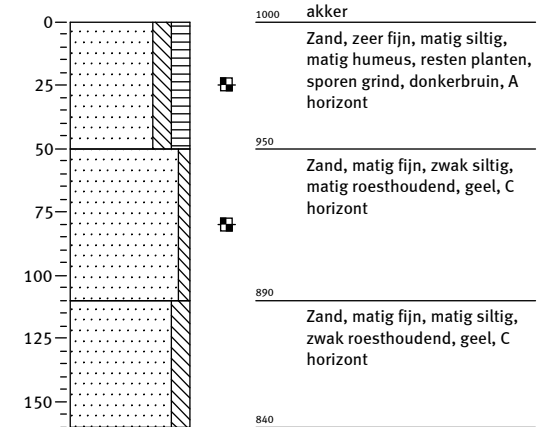 0
25
50
75
100
125
150
1000 akker
Zand, zeer fijn, matig siltig,
matig humeus, resten planten,
sporen grind, donkerbruin, A
horizont
950
Zand, matig fijn, zwak siltig,
matig roesthoudend, geel, C
horizont
890
Zand, matig fijn, matig siltig,
zwak roesthoudend, geel, C
horizont
840